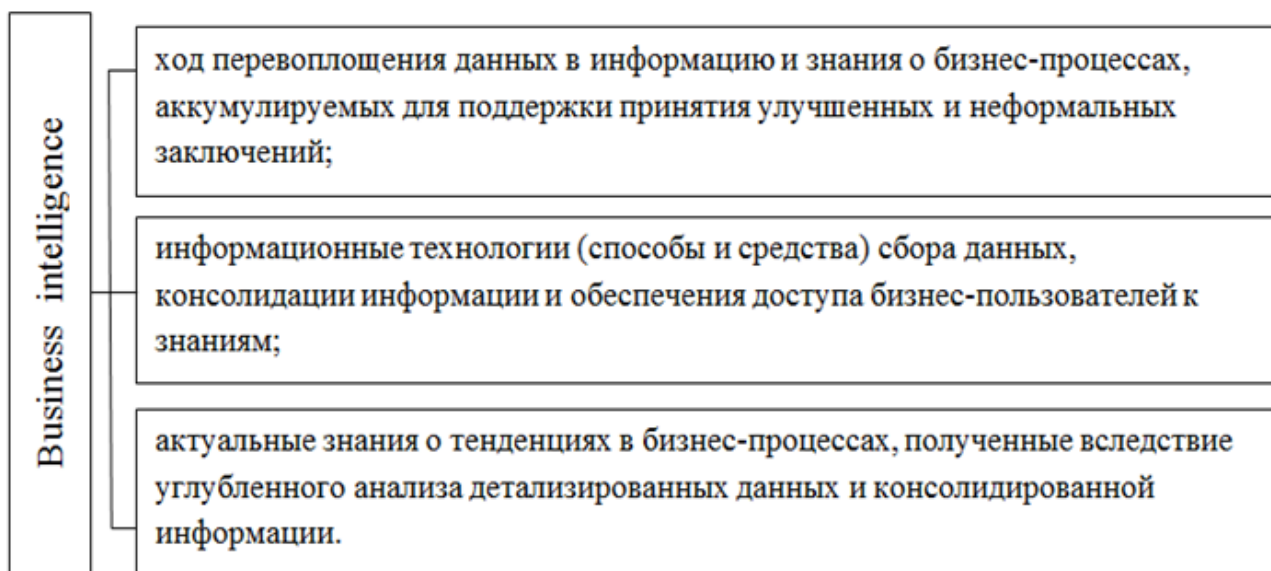 Business intelligence
ход перевоплощения данных в информацию и знания о бизнес-процессах,
аккумулируемых для поддержки принятия улучшенных и неформальных
заключений;
информационные технологии (способы и средства) сбора данных,
консолидации информации и обеспечения доступа бизнес-пользователей к
знаниям;
актуальные знания о тенденциях в бизнес-процессах, полученные вследствие
углубленного анализа детализированных данных и консолидированной
информации.